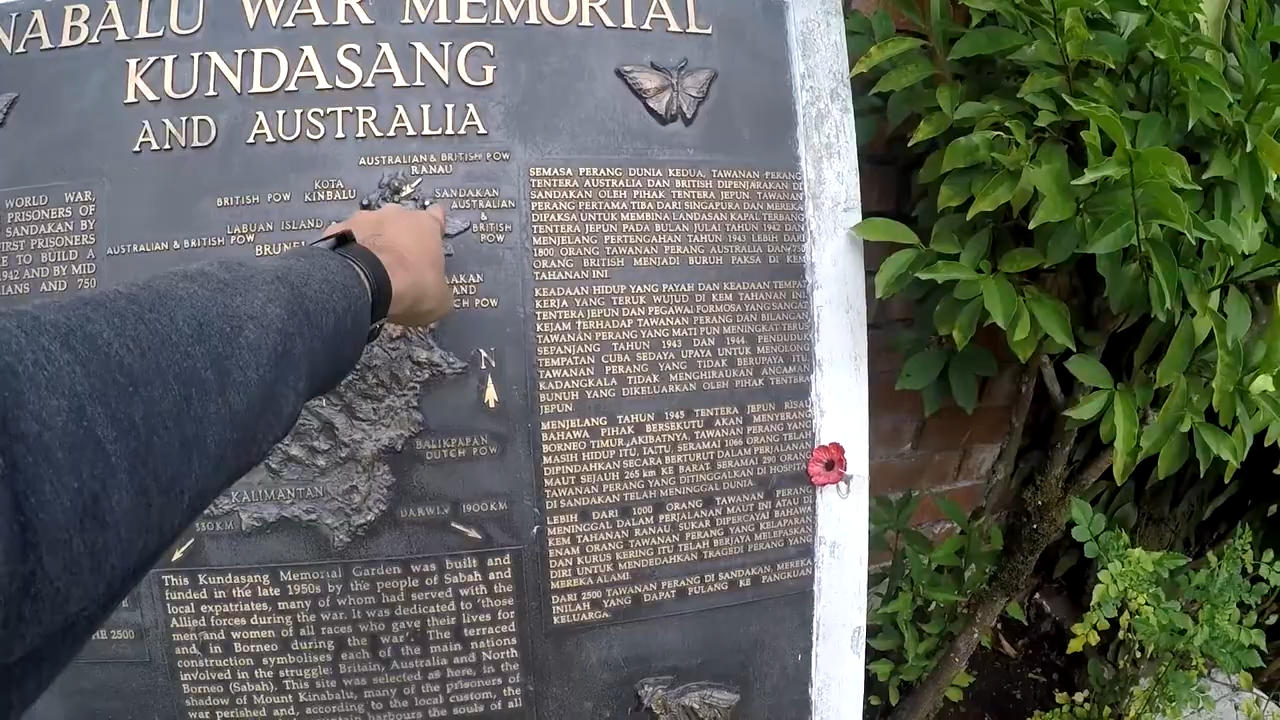 NABALU WAR MEMORIAL
KUNDASANG
AND AUSTRALIA
AUSTRALIAN & BRITISH POW
RANAU
KOTA
KINBALU
BRITISH POW
SANDAKAN
AUSTRALIAN
&
BRITISH
POW
LABUAN ISLAND
AUSTRALIAN & BRITISH POW
BRUNEI
AKAN
AND
CH POW
N
BALIKPAPAN
DUTCH POW
KALIMANTAN
DARWIN 1900KM
330KM
WORLD WAR,
PRISONERS OF
SANDAKAN BY
IRST PRISONERS
E TO BUILD A
942 AND BY MID
IANS AND 750
HE 2500
SEMASA PERANG DUNIA KEDUA, TAWANAN PERANG
TENTERA AUSTRALIA DAN BRITISH DIPENJARAKAN DI
SANDAKAN OLEH PIHAK TENTERA JEPUN. TAWANAN
PERANG PERTAMA TIBA DARI SINGAPURA DAN MEREKA
DIPAKSA UNTUK MEMBINA LANDASAN KAPAL TERBANG
TENTERA JEPUN PADA BULAN JULAI TAHUN 1942 DAN
MENJELANG PERTENGAHAN TAHUN 1943 LEBIH DARI
1800 ORANG TAWANAN PERANG AUSTRALIA DAN 750
ORANG BRITISH MENJADI BURUH PAKSA DI KEM
TAHANAN INI.
KEADAAN HIDUP YANG PAYAH DAN KEADAAN TEMPAT
KERJA YANG TERUK WUJUD DI KEM TAHANAN INI.
TENTERA JEPUN DAN PEGAWAI FORMOSA YANG SANGAT
KEJAM TERHADAP TAWANAN PERANG DAN BILANGAN
TAWANAN PERANG YANG MATI PUN MENINGKAT TERUS
SEPANJANG TAHUN 1943 DAN 1944. PENDUDUK
TEMPATAN CUBA SEDAYA UPAYA UNTUK MENOLONG
TAWANAN PERANG YANG TIDAK BERUPAYA ITU,
KADANGKALA TIDAK MENGHIRAUKAN ANCAMAN
BUNUH YANG DIKELUARKAN OLEH PIHAK TENTERA
JEPUN.
MENJELANG TAHUN 1945 TENTERA JEPUN RISAU
BAHAWA PIHAK BERSEKUTU AKAN MENYERANG
BORNEO TIMUR. AKIBATNYA, TAWANAN PERANG YANG
MASIH HIDUP ITU, IAITU, SERAMAI 1066 ORANG TELAH
DIPINDAHKAN SECARA BERTURUT DALAM PERJALANAN
MAUT SEJAUH 265 km KE BARAT. SERAMAI 290 ORANG
TAWANAN PERANG YANG DITINGGALKAN DI HOSPITA
DI SANDAKAN TELAH MENINGGAL DUNIA.
LEBIH DARI 1000 ORANG TAWANAN PERANG
MENINGGAL DALAM PERJALANAN MAUT INI ATAU DI
KEM TAHANAN RANAU. SUKAR DIPERCAYAI BAHAWA
ENAM ORANG TAWANAN PERANG YANG KELAPARAN
DAN KURUS KERING ITU TELAH BERJAYA MELEPASKAN
DIRI UNTUK MENDEDAHKAN TRAGEDI PERANG YANG
MEREKA ALAMI.
DARI 2500 TAWANAN PERANG DI SANDAKAN, MEREKA
INILAH YANG DAPAT PULANG KE PANGKUAN
KELUARGA.
This Kundasang Memorial Garden was built and
funded in the late 1950s by the people of Sabah and
local expatriates, many of whom had served with the
Allied forces during the war. It was dedicated to 'those
men and women of all races who gave their lives for
and in Borneo during the war'. The terraced
construction symbolises each of the main nations
involved in the struggle: Britain, Australia and North
Borneo (Sabah). This site was selected as here, in the
shadow of Mount Kinabalu, many of the prisoners of
war perished and, according to the local custom, the
mountain harbours the souls of all